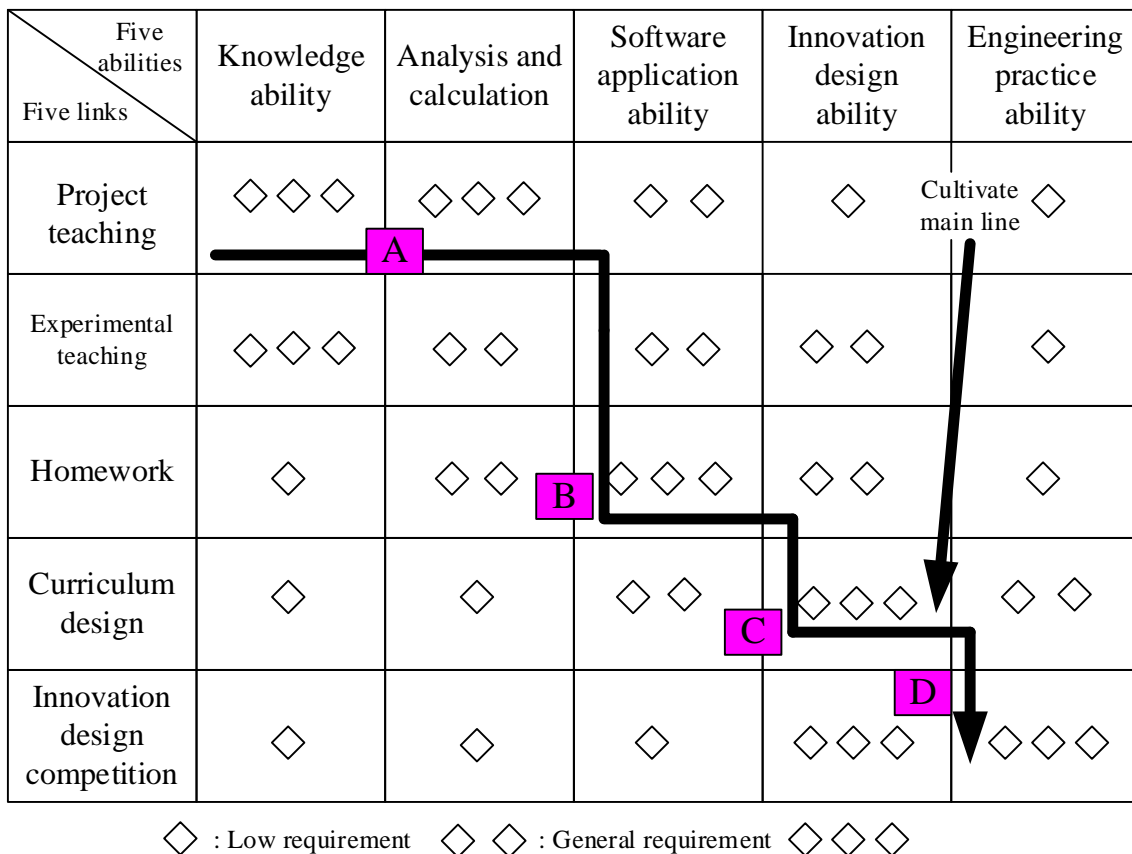 Five
abilities
Five links
Knowledge
ability
Analysis and
calculation
Software
application
ability
Innovation
design
ability
Engineering
practice
ability
Project
teaching
Cultivate
main line
A
Experimental
teaching
Homework
B
Curriculum
design
C
D
Innovation
design
competition
: Low requirement
: General requirement